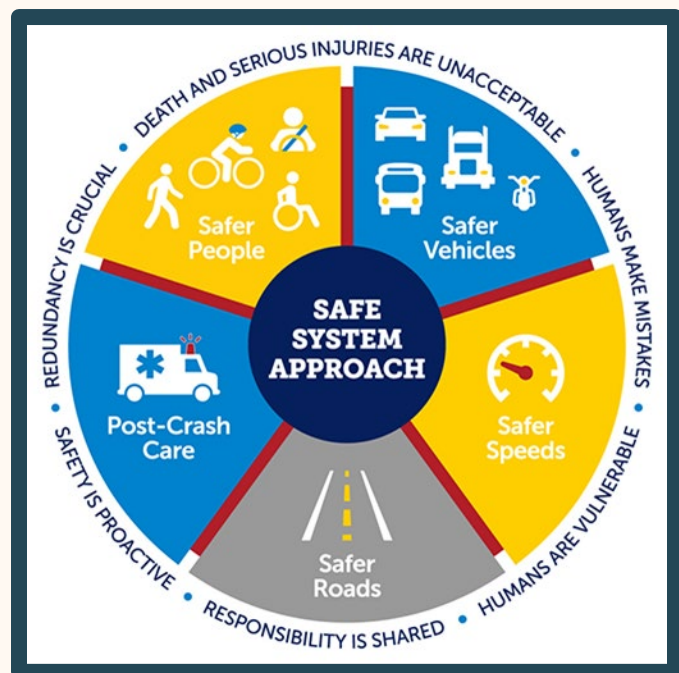 DEATH AND SERIOUS INJURIES ARE UNACCEPTABLE
HUMANS MAKE MISTAKES
HUMANS ARE VULNERABLE
RESPONSIBILITY IS SHARED
SAFETY IS PROACTIVE
REDUNDANCY IS CRUCIAL
Safer
People
Safer
Vehicles
SAFE
SYSTEM
APPROACH
Post-Crash
Care
Safer
Speeds
Safer
Roads